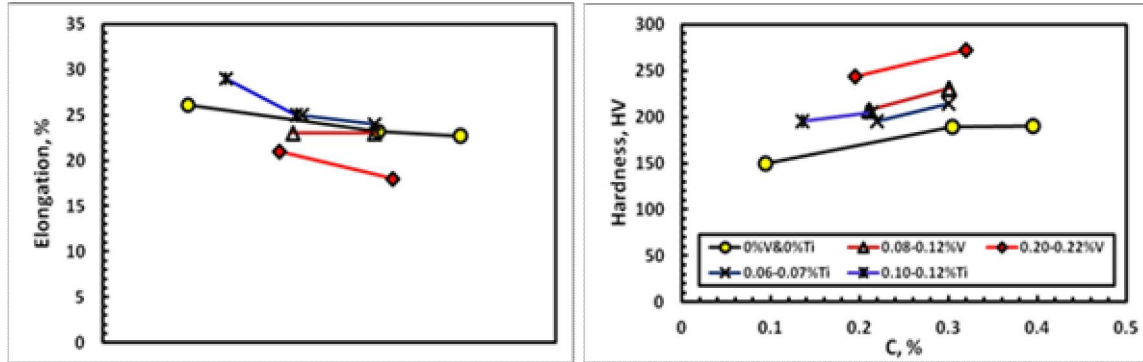 Elongation, %
35
30
25
20
15
10
5
0
Hardness, HV
300
250
200
150
100
50
0
0%V&0%Ti 0.08-0.12%V 0.20-0.22%V
0.06-0.07%Ti 0.10-0.12%Ti
0 0.1 0.2 0.3 0.4 0.5
C, %